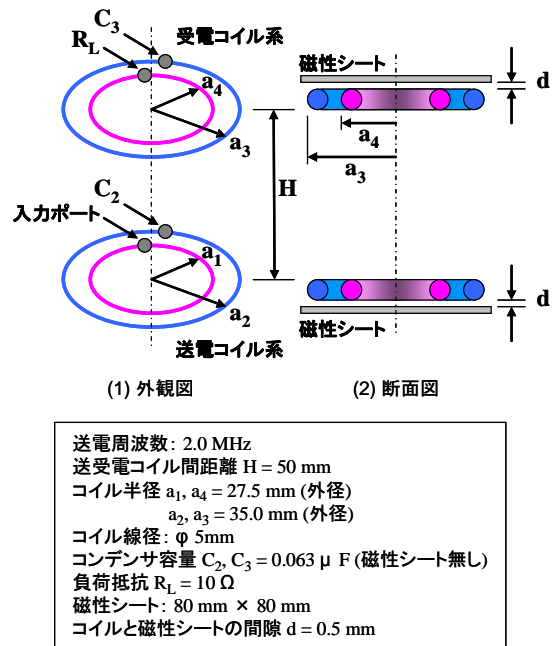 C3
RL
受電コイル系
磁性シート
d
a4
a3
a4
a3
H
C2
入力ポート
a1
a2
d
磁性シート
送電コイル系
(1) 外観図
(2) 断面図
送電周波数: 2.0 MHz
送受電コイル間距離 H = 50 mm
コイル半径 a1, a4 = 27.5 mm (外径)
a2, a3 = 35.0 mm (外径)
コイル線径: φ 5mm
コンデンサ容量 C2, C3 = 0.063 μ F (磁性シート無し)
負荷抵抗 RL = 10 Ω
磁性シート: 80 mm × 80 mm
コイルと磁性シートの間隙 d = 0.5 mm